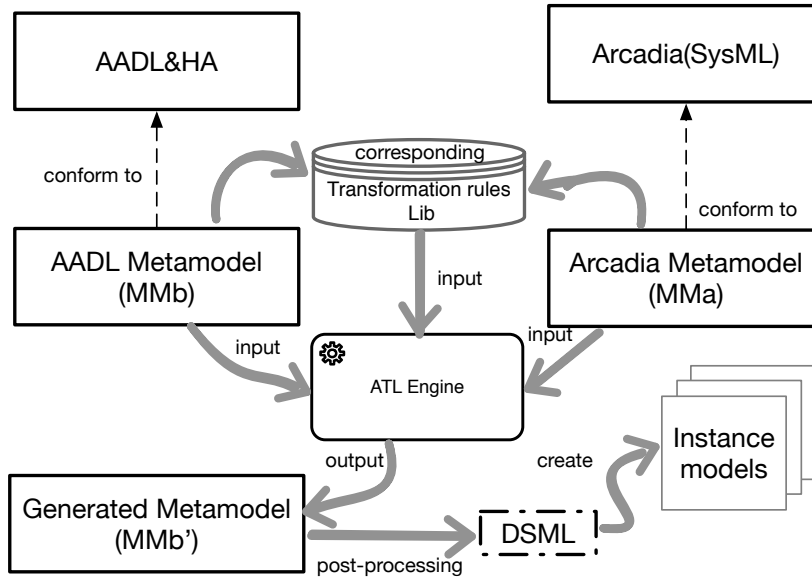 AADL&HA
Arcadia(SysML)
corresponding
Transformation rules
Lib
conform to
conform to
AADL Metamodel
(MMb)
Arcadia Metamodel
(MMa)
input
input
input
ATL Engine
Instance
models
output
create
Generated Metamodel
(MMb’)
DSML
post-processing